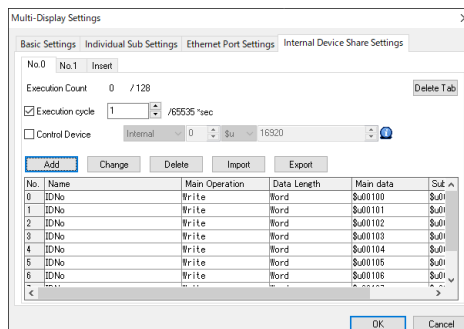 Multi-Display Settings
Basic Settings Individual Sub Settings Ethernet Port Settings Internal Device Share Settings
No.0 No.1 Insert
Execution Count 0 / 128 Delete Tab
Execution cycle 1 /65535 *sec
Control Device Internal 0 $u 16920
Add Change Delete Import Export
No. Name Main Operation Data Length Main data
0 IDNo Write Word $u00100
1 IDNo Write Word $u00101
2 IDNo Write Word $u00102
3 IDNo Write Word $u00103
4 IDNo Write Word $u00104
5 IDNo Write Word $u00105
6 IDNo Write Word $u00106
OK Cancel